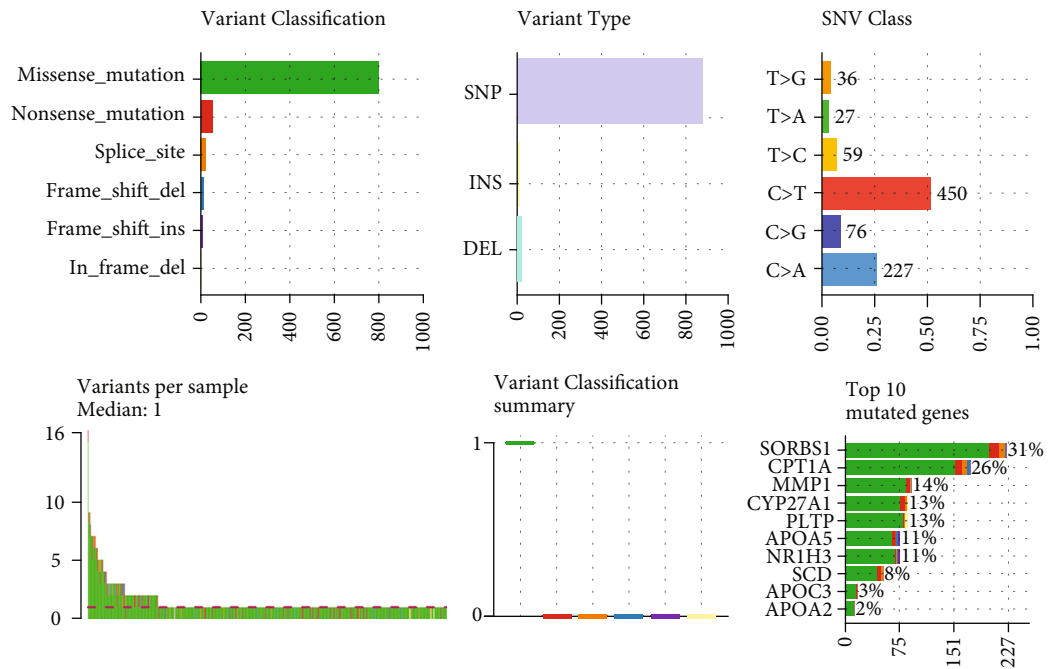 Variant Classification
Missense_mutation
Nonsense_mutation
Splice_site
Frame_shift_del
Frame_shift_ins
In_frame_del
0 200 400 600 800 1000
Variant Type
SNP
INS
DEL
0 200 400 600 800 1000
SNV Class
T>G 36
T>A 27
T>C 59
C>T 450
C>G 76
C>A 227
0.00 0.25 0.50 0.75 1.00
Variants per sample
Median: 1
16
10
5
0
Variant Classification
summary
1
0
Top 10
mutated genes
SORBS1 31%
CPT1A 26%
MMP1 14%
CYP27A1 13%
PLTP 13%
APOA5 11%
NR1H3 11%
SCD 8%
APOC3 3%
APOA2 2%
0 75 151 227